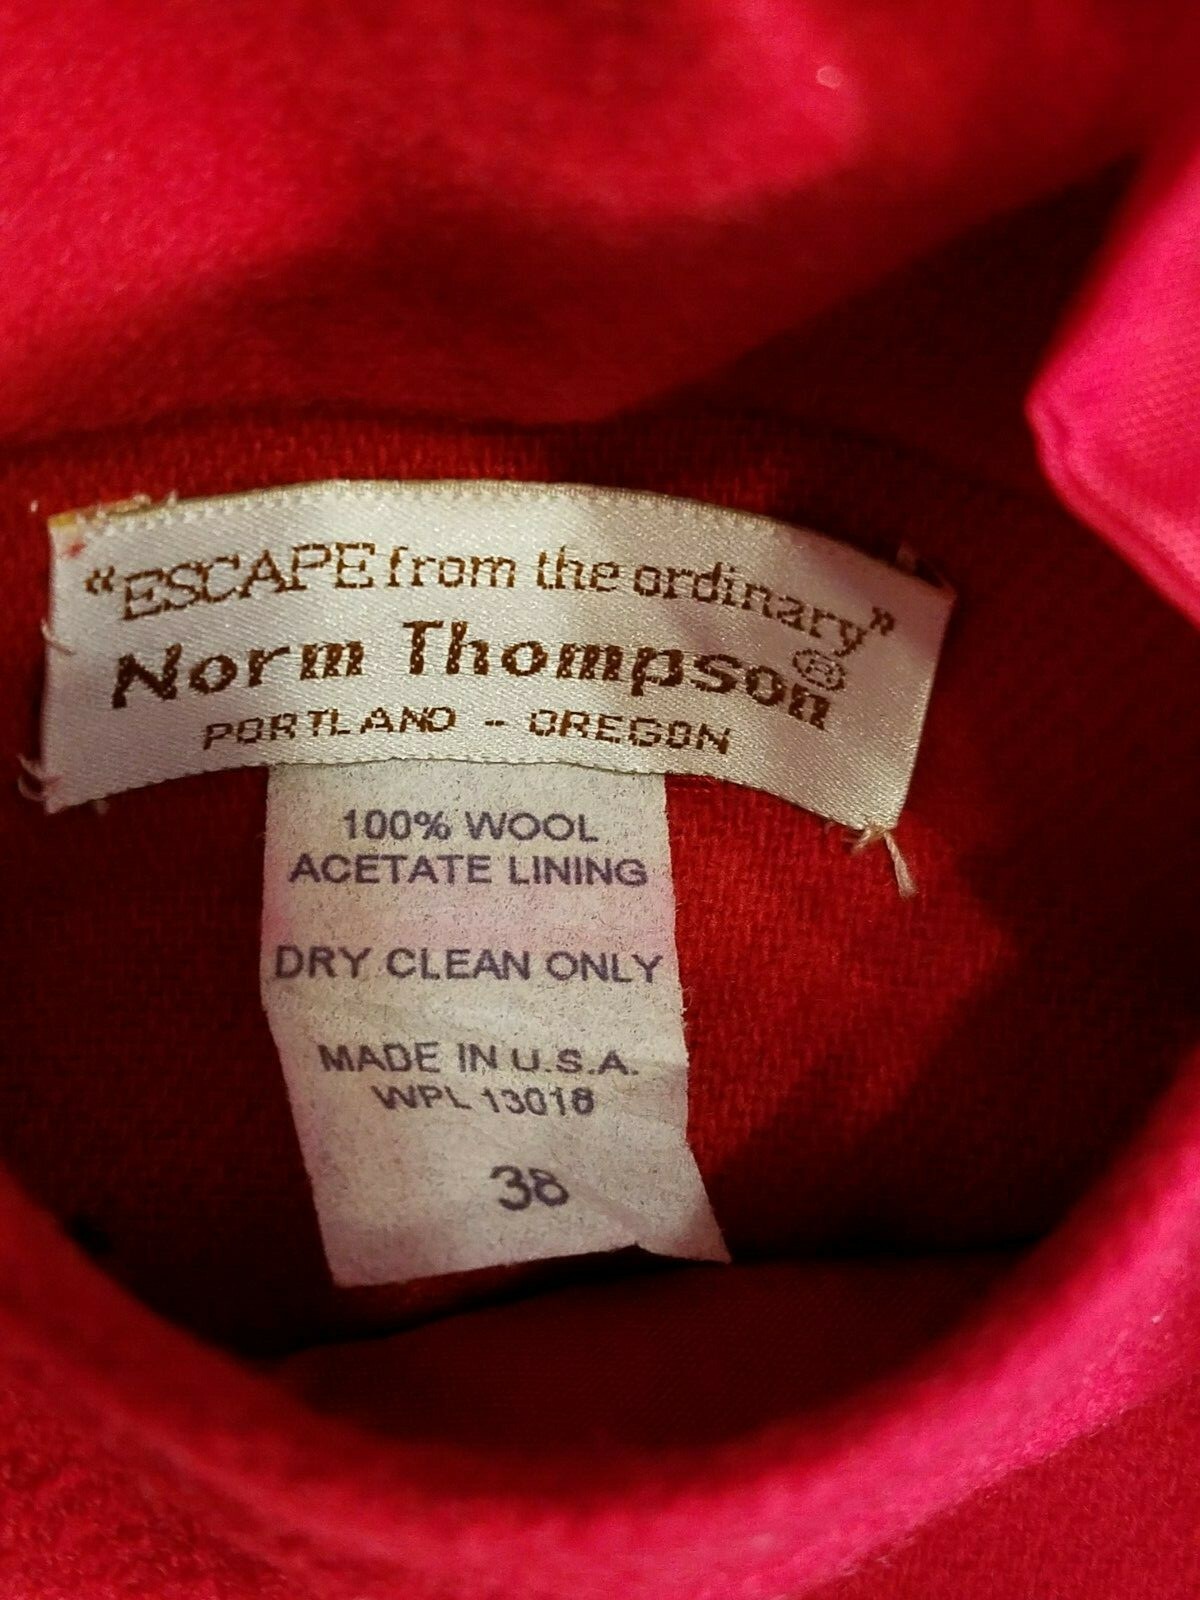 “ESCAPE from the ordinary”
Norm Thompson®
PORTLAND - OREGON
100% WOOL
ACETATE LINING
DRY CLEAN ONLY
MADE IN U.S.A.
WPL 13018
38